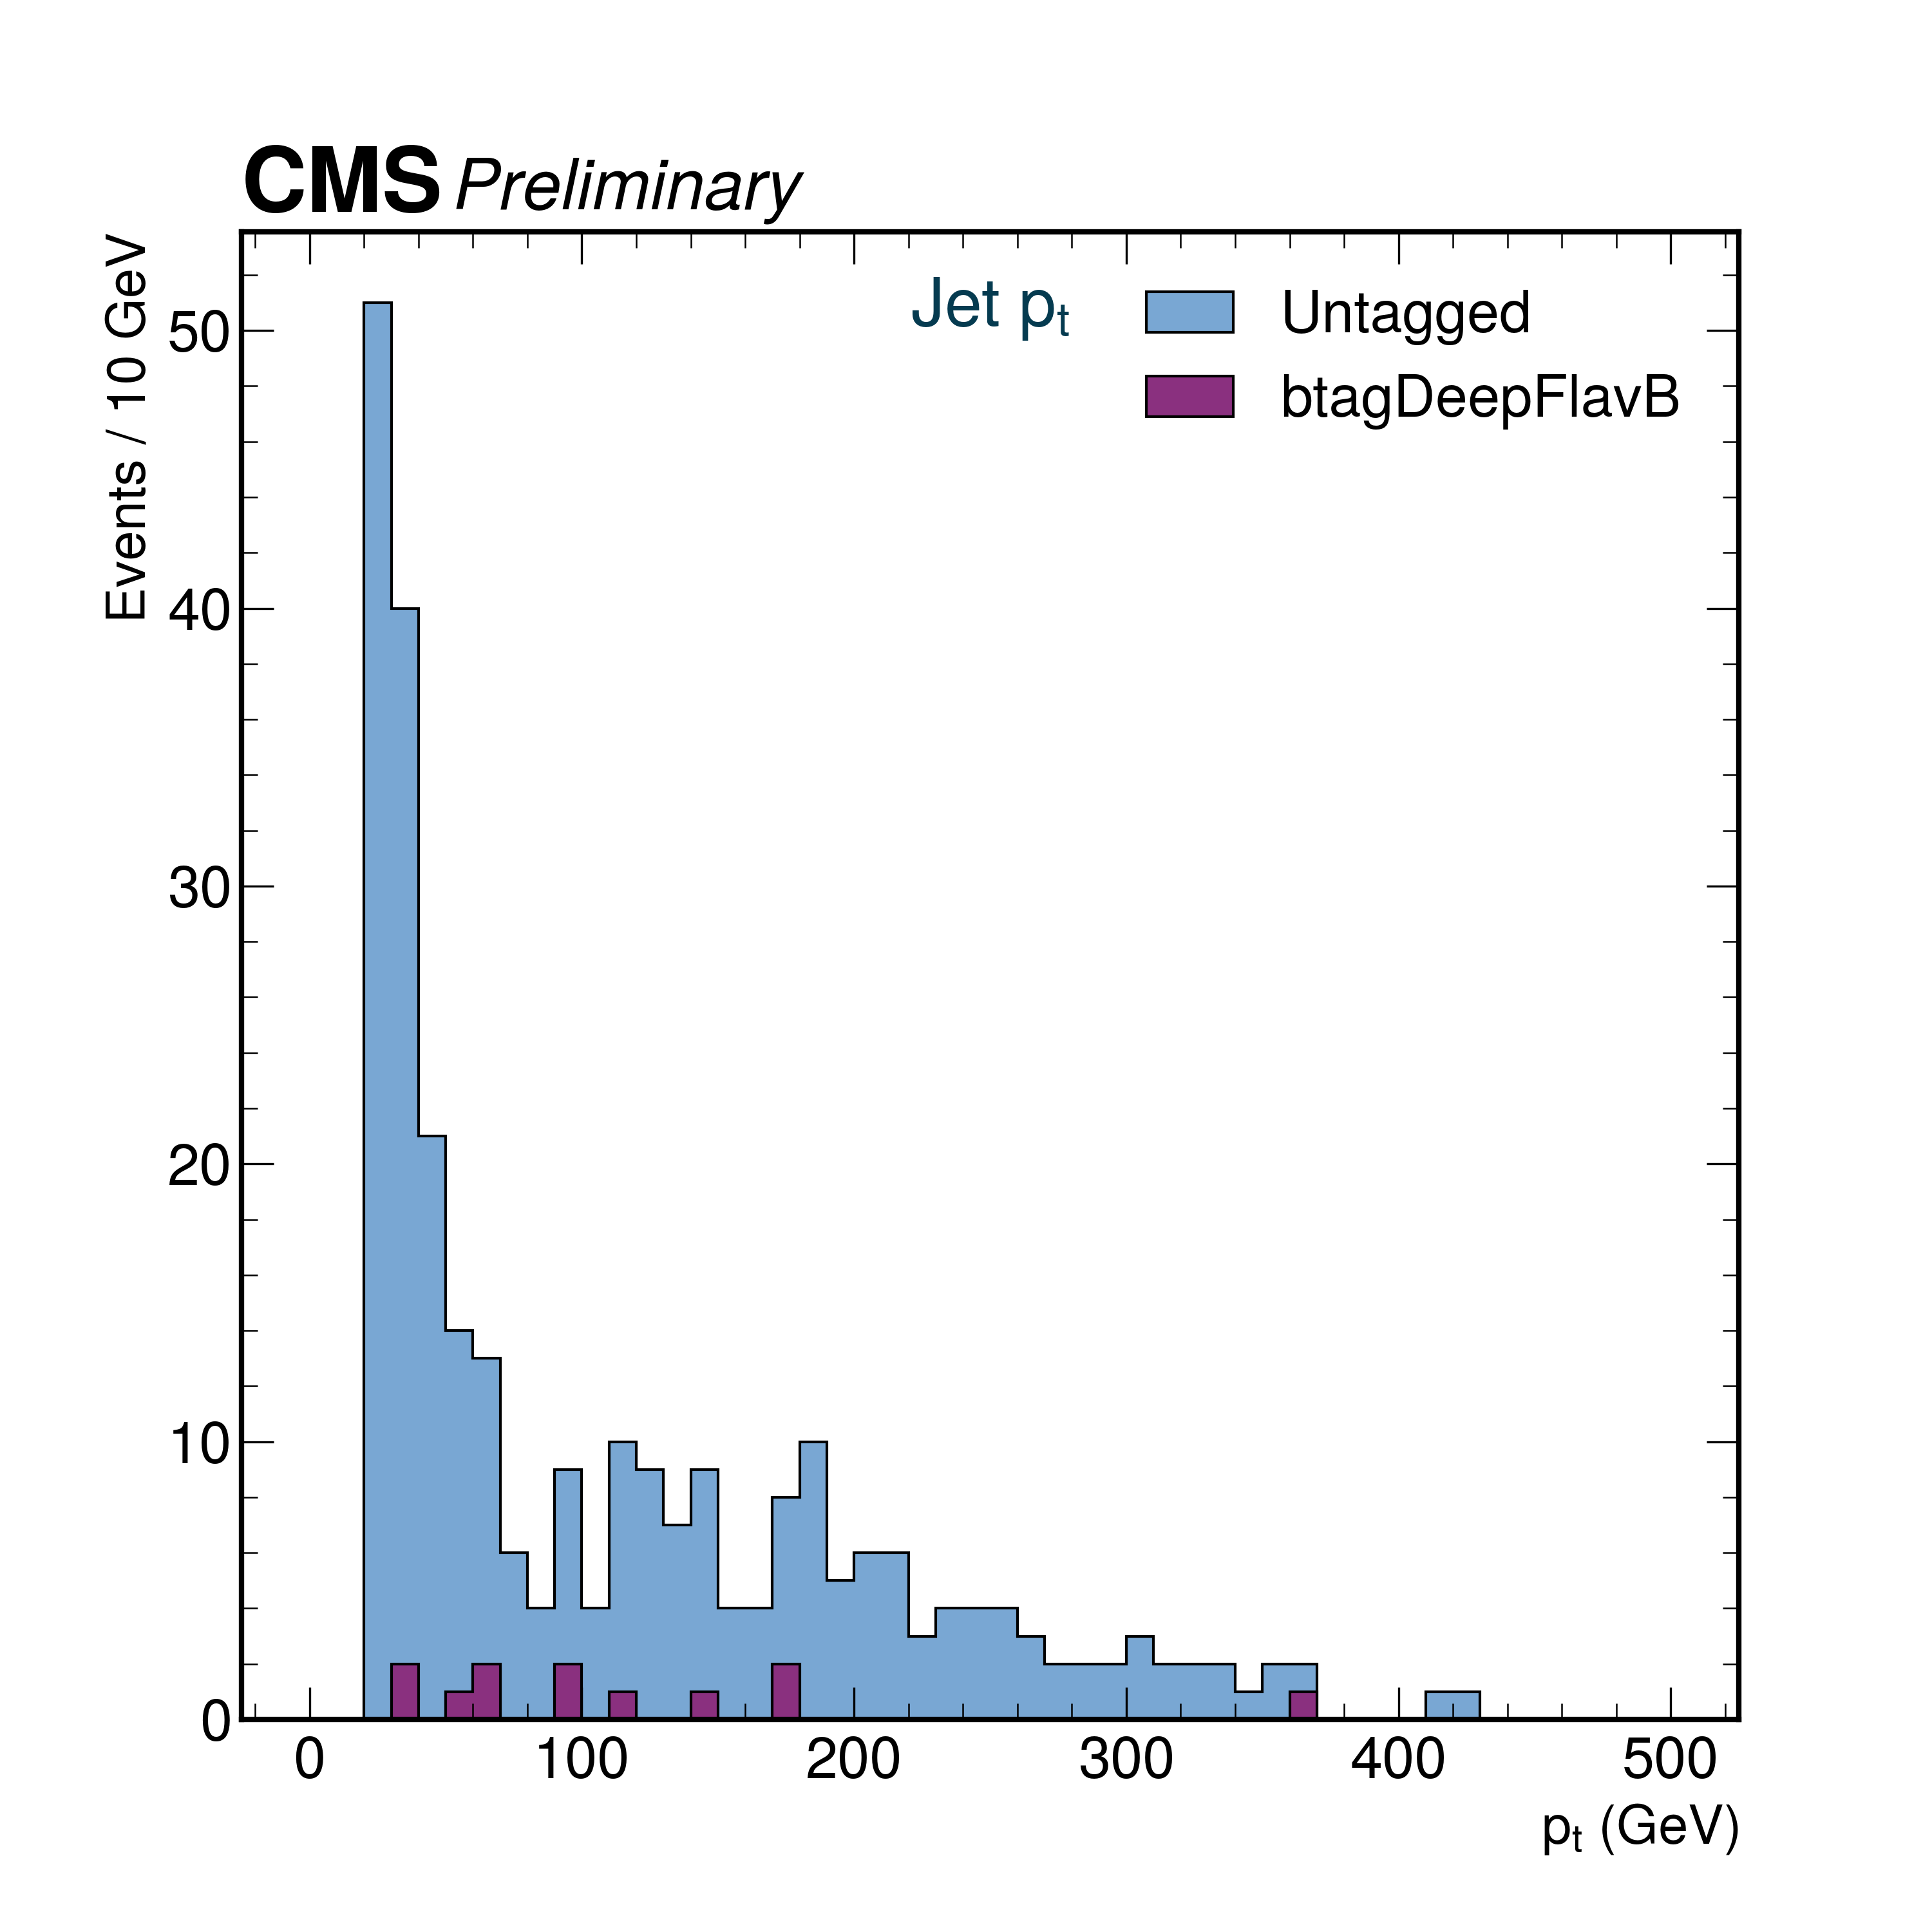 CMS Preliminary
Events / 10 GeV
Jet pₜ
Untagged
btagDeepFlavB
50
40
30
20
10
0
0 100 200 300 400 500
pₜ (GeV)